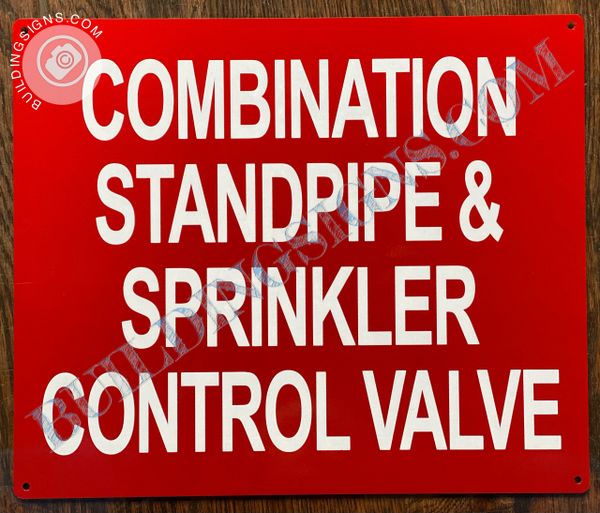 BUILDINGSIGNS.COM
COMBINATION
STANDPIPE &
SPRINKLER
CONTROL VALVE
BUILDINGSIGNS.COM